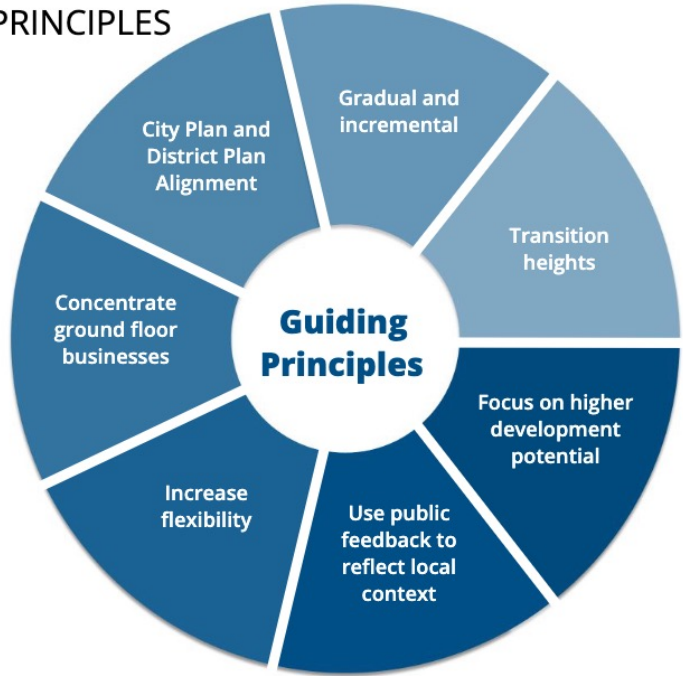 PRINCIPLES
Gradual and
incremental
Transition
heights
Focus on higher
development
potential
Use public
feedback to
reflect local
context
Increase
flexibility
Concentrate
ground floor
businesses
City Plan and
District Plan
Alignment
Guiding
Principles